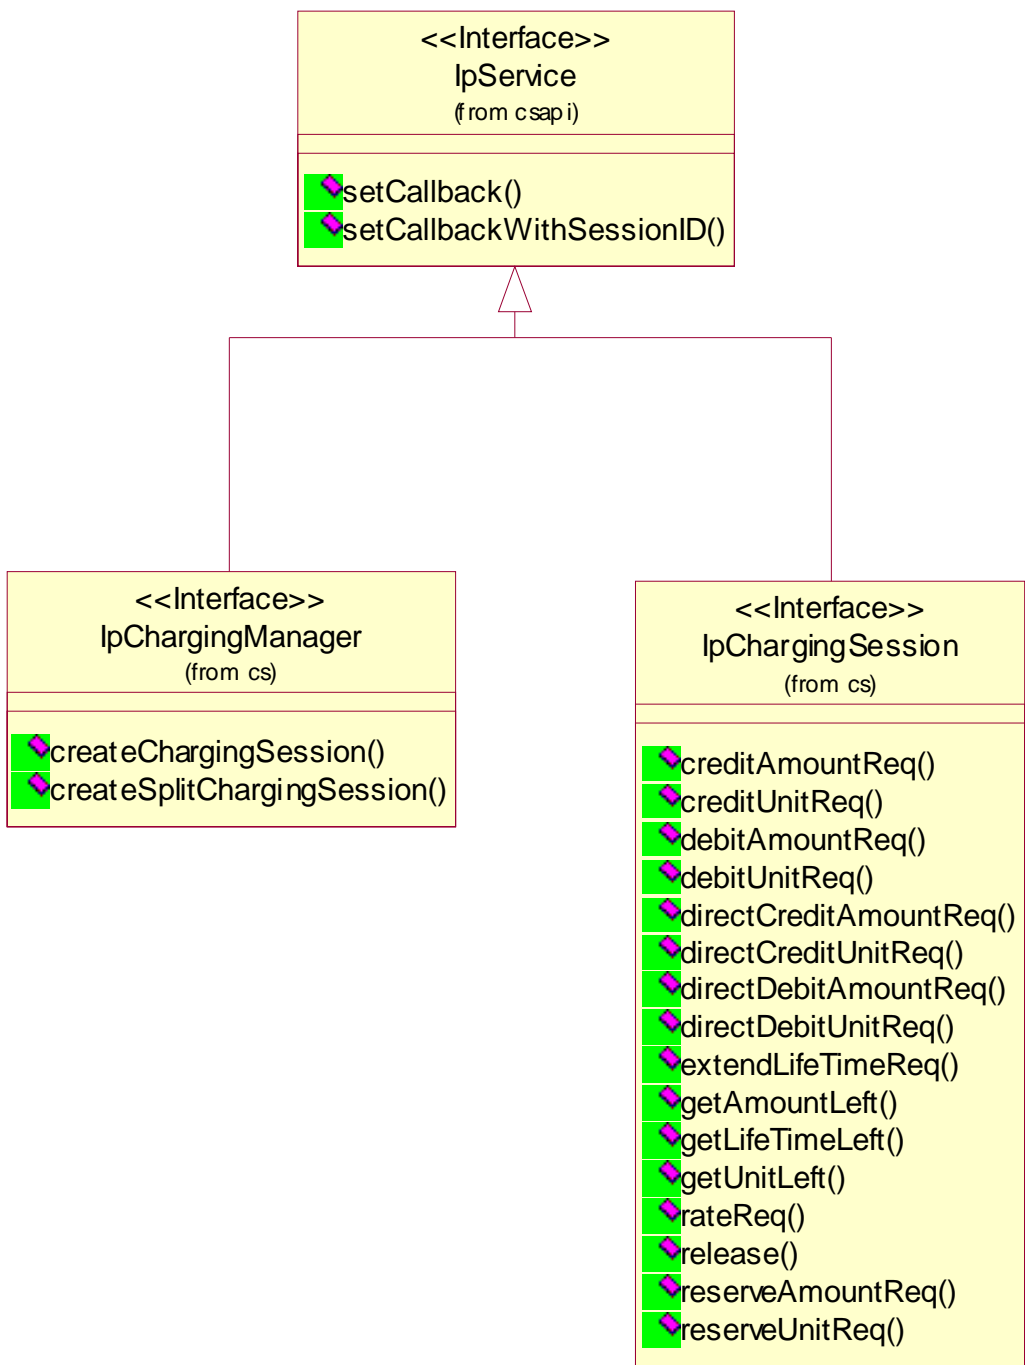 <<Interface>>
IpService
(from csapi)
setCallback()
setCallbackWithSessionID()
<<Interface>>
IpChargingManager
(from cs)
createChargingSession()
createSplitChargingSession()
<<Interface>>
IpChargingSession
(from cs)
creditAmountReq()
creditUnitReq()
debitAmountReq()
debitUnitReq()
directCreditAmountReq()
directCreditUnitReq()
directDebitAmountReq()
directDebitUnitReq()
extendLifeTimeReq()
getAmountLeft()
getLifeTimeLeft()
getUnitLeft()
rateReq()
release()
reserveAmountReq()
reserveUnitReq()